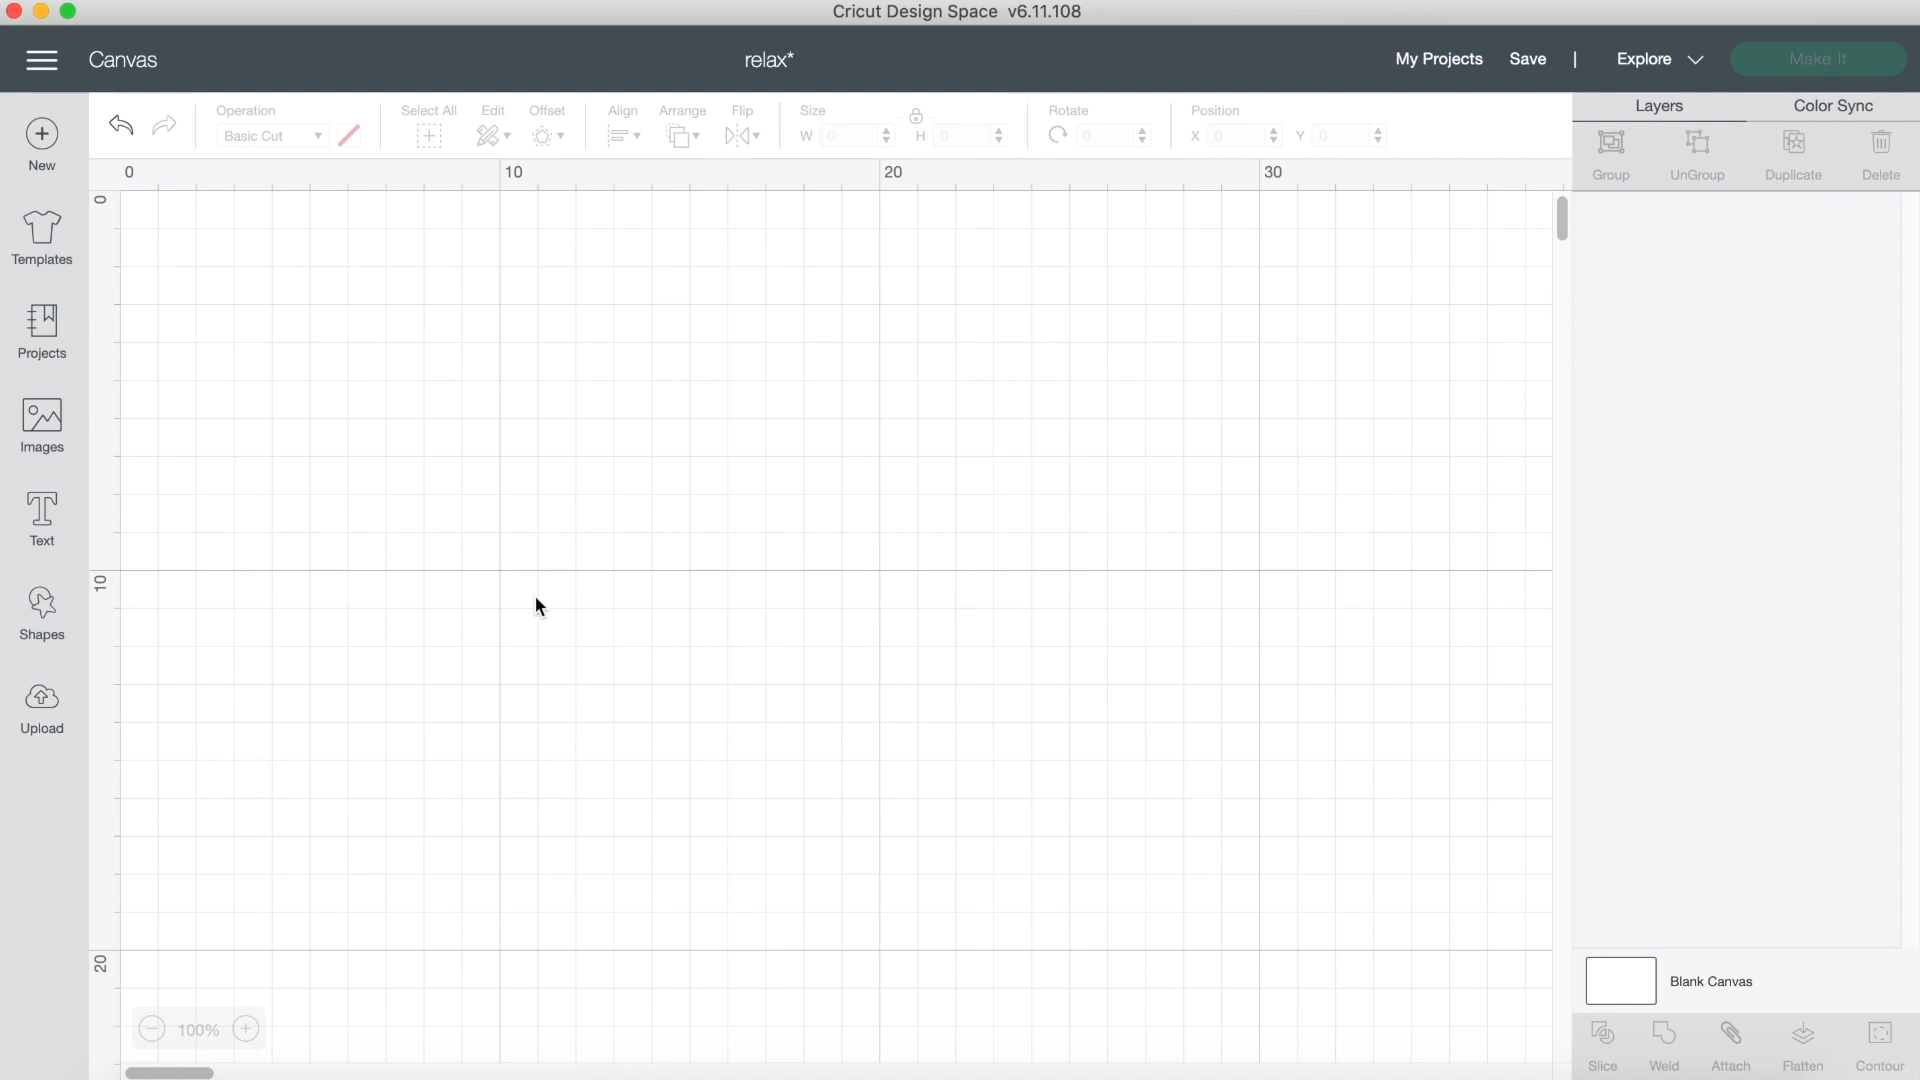 Cricut Design Space v6.11.108
Canvas
relax*
My Projects
Save
|
Explore
Make It
New
Templates
Projects
Images
Text
Shapes
Upload
Operation
Basic Cut
Select All
Edit
Offset
Align
Arrange
Flip
Size
W 0
H 0
Rotate
0
Position
X 0
Y 0
0
10
20
30
0
10
20
100%
Layers
Color Sync
Group
UnGroup
Duplicate
Delete
Blank Canvas
Slice
Weld
Attach
Flatten
Contour